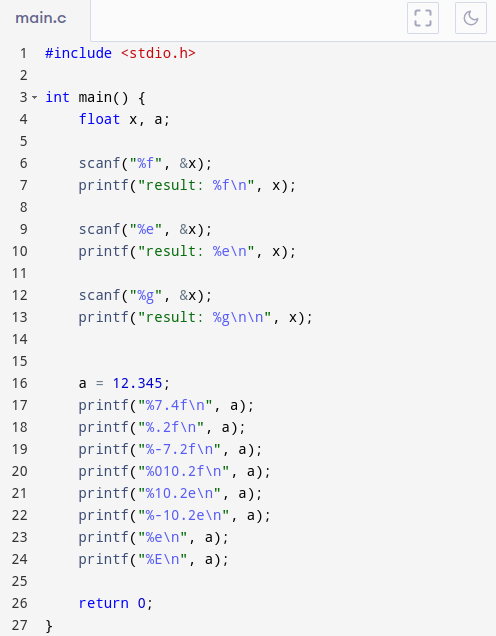 main.c
1 #include <stdio.h>
2
3 int main() {
4     float x, a;
5
6     scanf("%f", &x);
7     printf("result: %f\n", x);
8
9     scanf("%e", &x);
10     printf("result: %e\n", x);
11
12     scanf("%g", &x);
13     printf("result: %g\n\n", x);
14
15
16     a = 12.345;
17     printf("%7.4f\n", a);
18     printf("%.2f\n", a);
19     printf("%-7.2f\n", a);
20     printf("%010.2f\n", a);
21     printf("%10.2e\n", a);
22     printf("%-10.2e\n", a);
23     printf("%e\n", a);
24     printf("%E\n", a);
25
26     return 0;
27 }